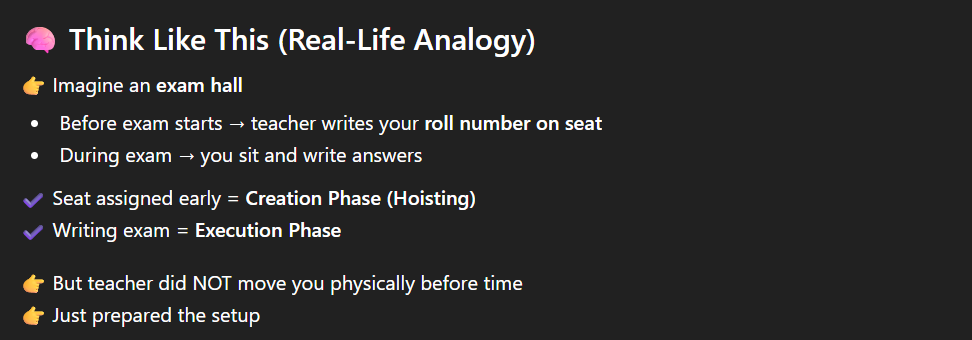 🧠 Think Like This (Real-Life Analogy)
👉 Imagine an exam hall
• Before exam starts → teacher writes your roll number on seat
• During exam → you sit and write answers
✔ Seat assigned early = Creation Phase (Hoisting)
✔ Writing exam = Execution Phase
👉 But teacher did NOT move you physically before time
👉 Just prepared the setup